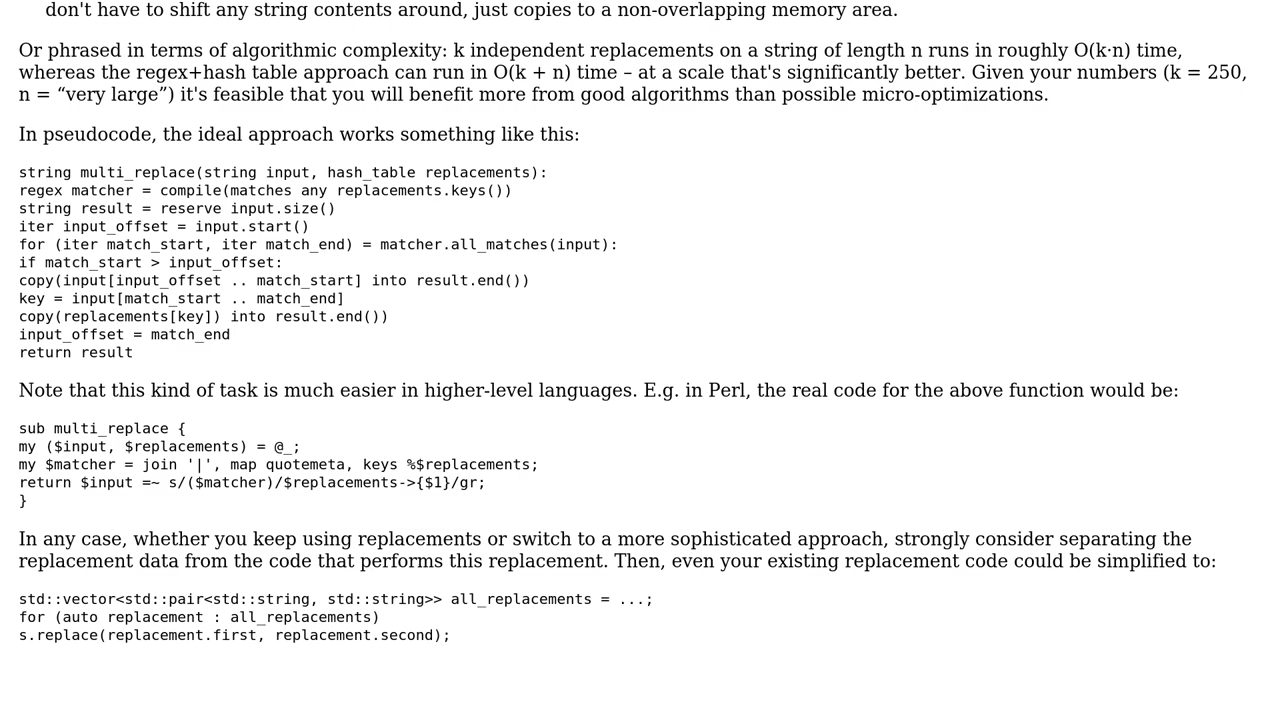 don't have to shift any string contents around, just copies to a non-overlapping memory area.
Or phrased in terms of algorithmic complexity: k independent replacements on a string of length n runs in roughly O(k·n) time,
whereas the regex+hash table approach can run in O(k + n) time – at a scale that's significantly better. Given your numbers (k = 250,
n = “very large”) it's feasible that you will benefit more from good algorithms than possible micro-optimizations.
In pseudocode, the ideal approach works something like this:
string multi_replace(string input, hash_table replacements):
regex matcher = compile(matches any replacements.keys())
string result = reserve input.size()
iter input_offset = input.start()
for (iter match_start, iter match_end) = matcher.all_matches(input):
if match_start > input_offset:
copy(input[input_offset .. match_start] into result.end())
key = input[match_start .. match_end]
copy(replacements[key]) into result.end())
input_offset = match_end
return result
Note that this kind of task is much easier in higher-level languages. E.g. in Perl, the real code for the above function would be:
sub multi_replace {
my ($input, $replacements) = @_;
my $matcher = join '|', map quotemeta, keys %$replacements;
return $input =~ s/($matcher)/$replacements->{$1}/gr;
}
In any case, whether you keep using replacements or switch to a more sophisticated approach, strongly consider separating the
replacement data from the code that performs this replacement. Then, even your existing replacement code could be simplified to:
std::vector<std::pair<std::string, std::string>> all_replacements = ...;
for (auto replacement : all_replacements)
s.replace(replacement.first, replacement.second);